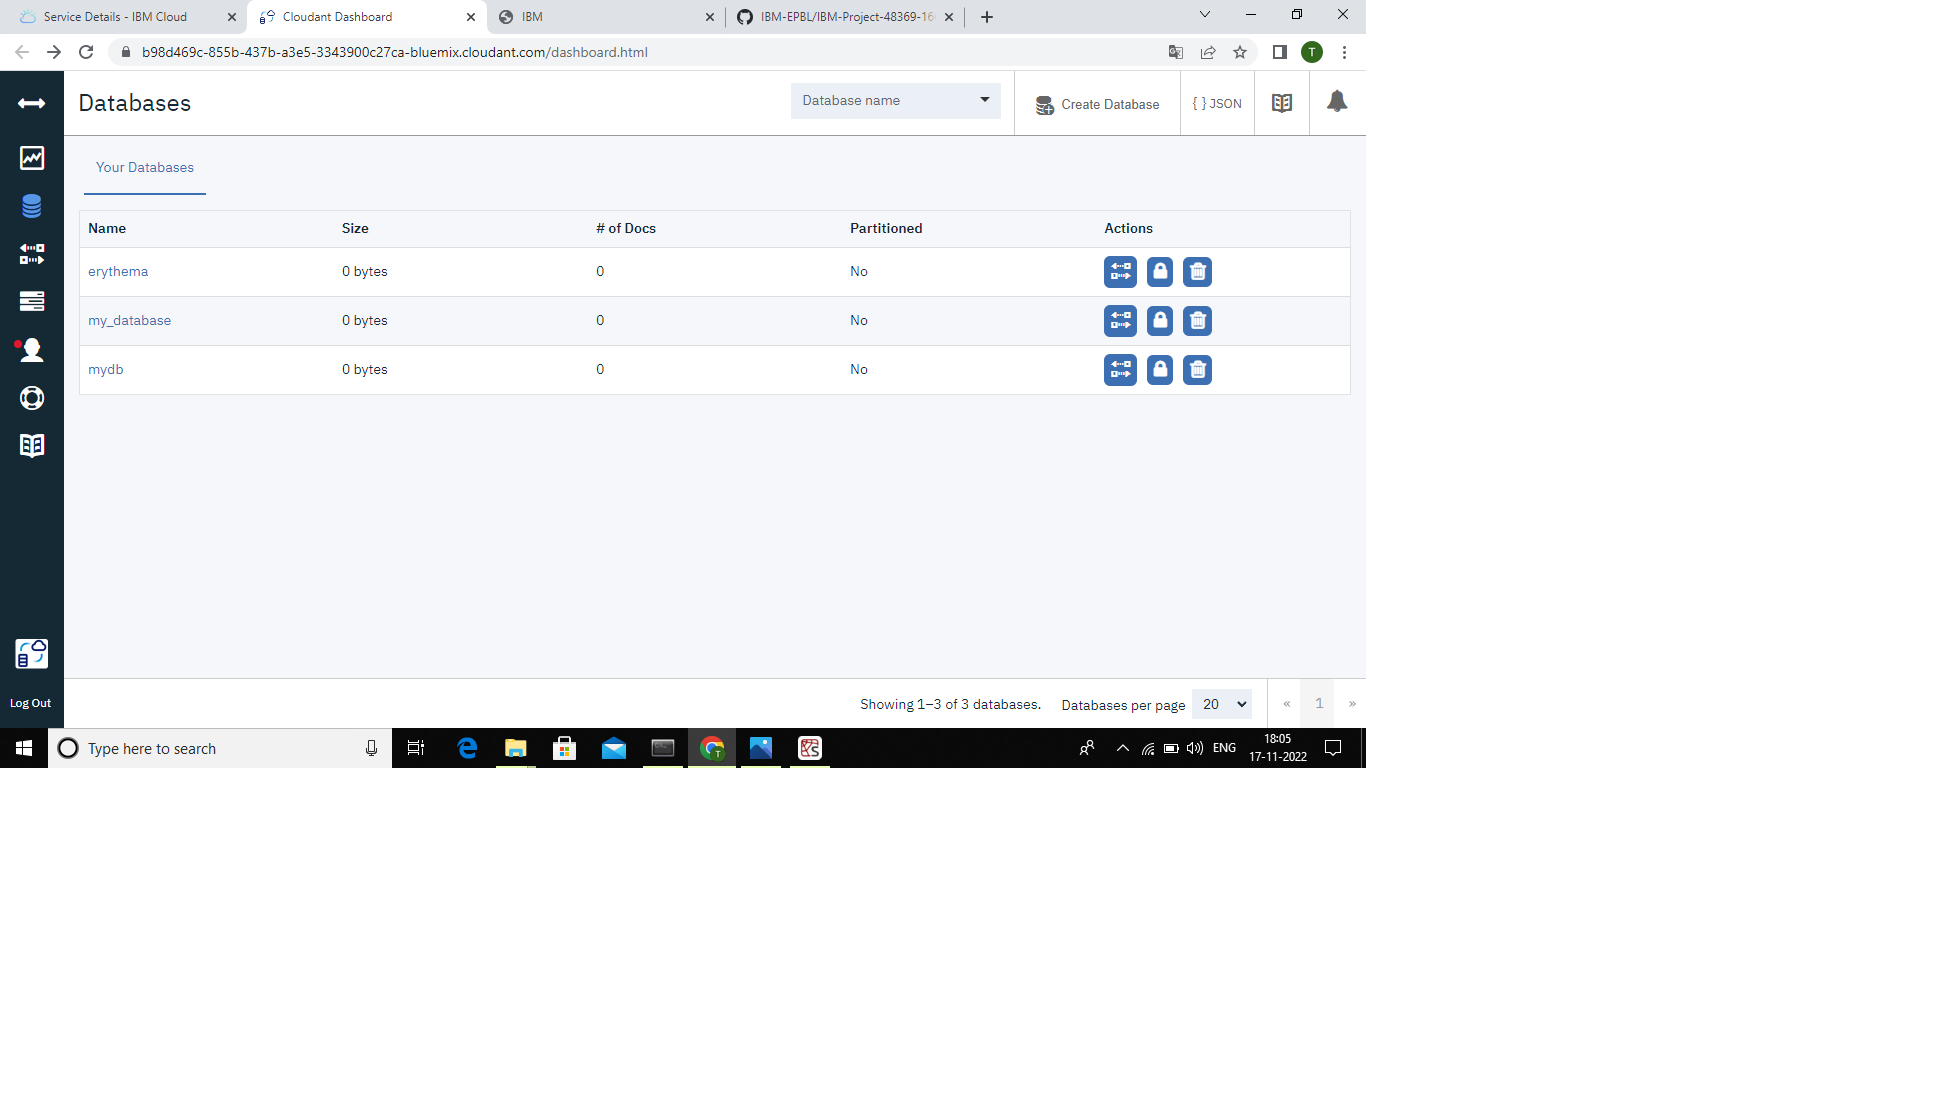 Service Details - IBM Cloud
Cloudant Dashboard
IBM
IBM-EPBL/IBM-Project-48369-16
b98d469c-855b-437b-a3e5-3343900c27ca-bluemix.cloudant.com/dashboard.html
T
Databases
Database name
Create Database
{ } JSON
Your Databases
Name Size # of Docs Partitioned Actions
erythema 0 bytes 0 No
my_database 0 bytes 0 No
mydb 0 bytes 0 No
Log Out
Showing 1–3 of 3 databases.
Databases per page 20
« 1 »
Type here to search
T
ENG
18:05
17-11-2022